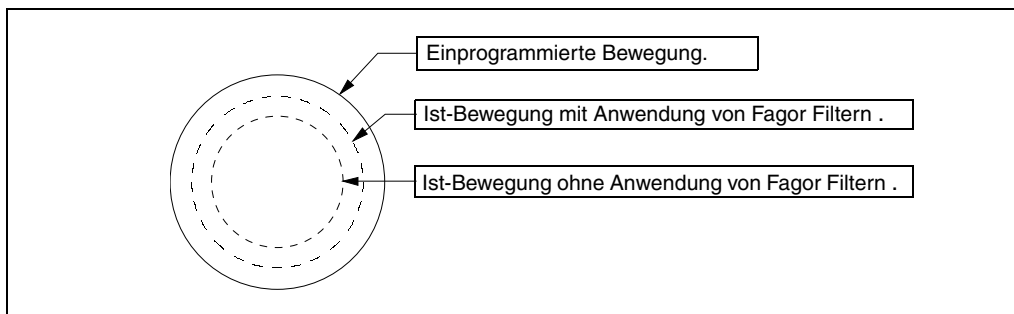 Einprogrammierte Bewegung.
Ist-Bewegung mit Anwendung von Fagor Filtern .
Ist-Bewegung ohne Anwendung von Fagor Filtern .